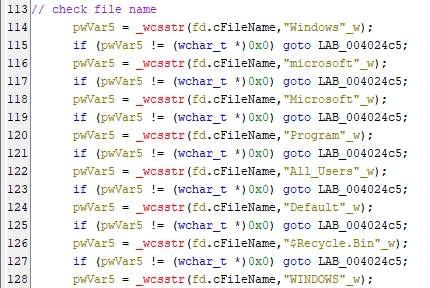 113 // check file name
114 pwVar5 = _wcsstr(fd.cFileName,"Windows"_w);
115 if (pwVar5 != (wchar_t *)0x0) goto LAB_004024c5;
116 pwVar5 = _wcsstr(fd.cFileName,"microsoft"_w);
117 if (pwVar5 != (wchar_t *)0x0) goto LAB_004024c5;
118 pwVar5 = _wcsstr(fd.cFileName,"Microsoft"_w);
119 if (pwVar5 != (wchar_t *)0x0) goto LAB_004024c5;
120 pwVar5 = _wcsstr(fd.cFileName,"Program"_w);
121 if (pwVar5 != (wchar_t *)0x0) goto LAB_004024c5;
122 pwVar5 = _wcsstr(fd.cFileName,"All_Users"_w);
123 if (pwVar5 != (wchar_t *)0x0) goto LAB_004024c5;
124 pwVar5 = _wcsstr(fd.cFileName,"Default"_w);
125 if (pwVar5 != (wchar_t *)0x0) goto LAB_004024c5;
126 pwVar5 = _wcsstr(fd.cFileName,"$Recycle.Bin"_w);
127 if (pwVar5 != (wchar_t *)0x0) goto LAB_004024c5;
128 pwVar5 = _wcsstr(fd.cFileName,"WINDOWS"_w);